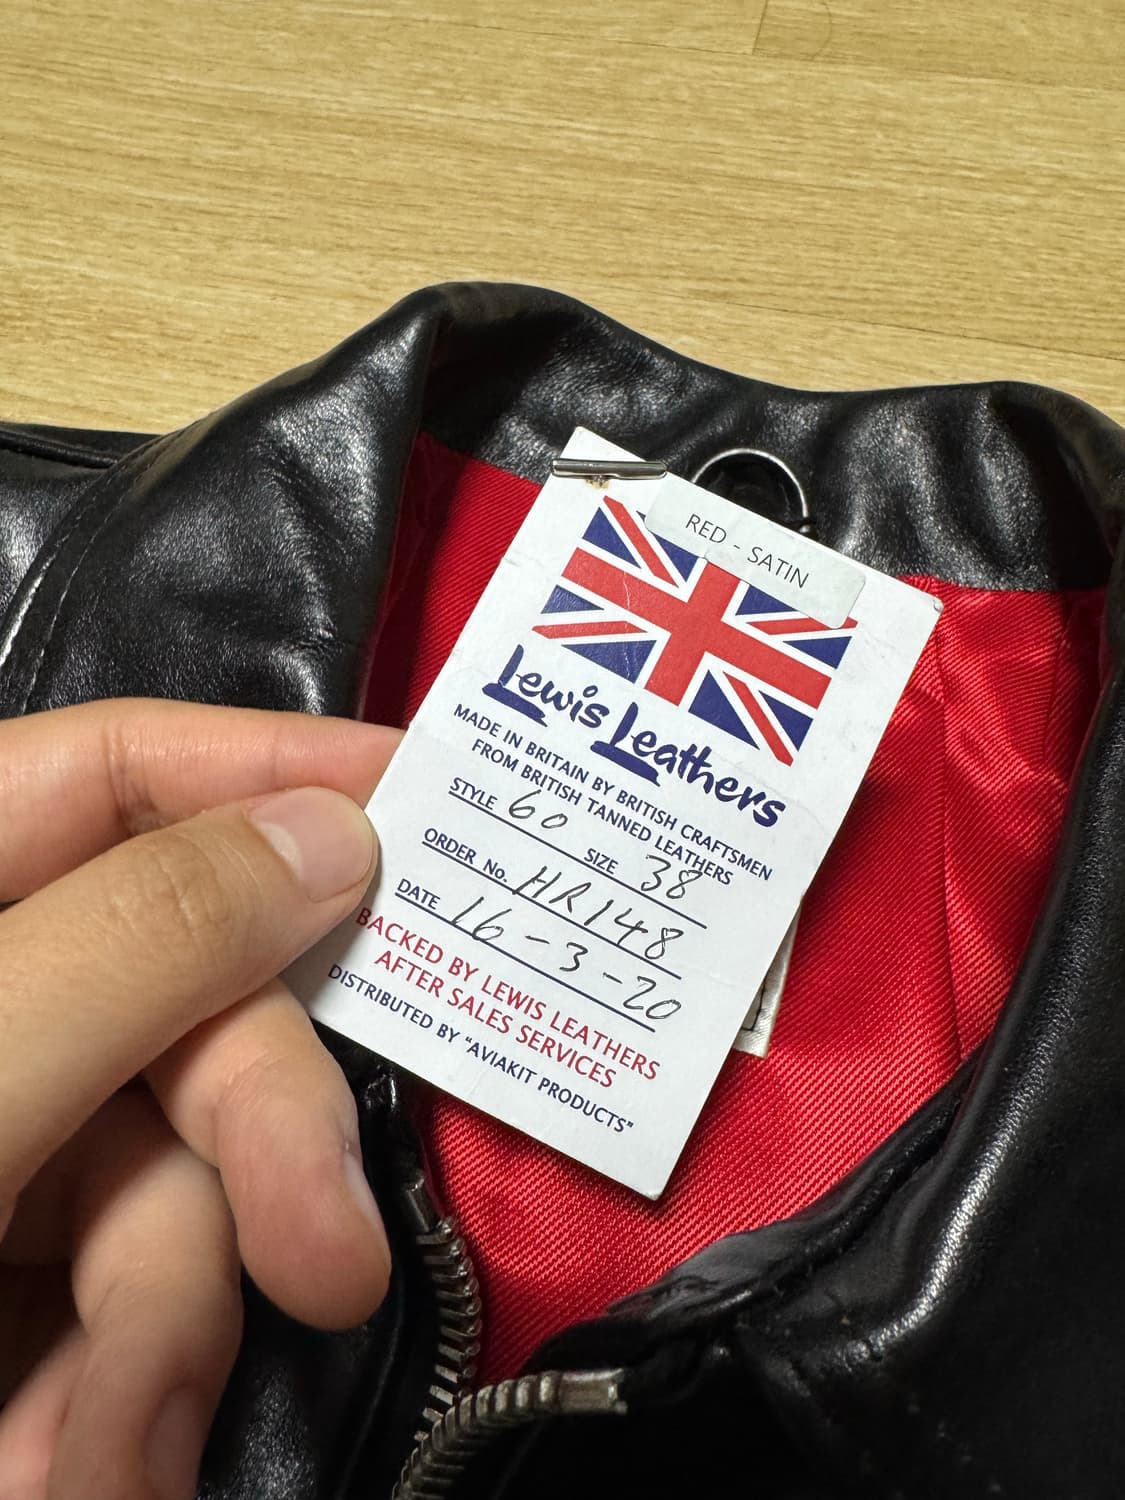 RED - SATIN
Lewis Leathers
MADE IN BRITAIN BY BRITISH CRAFTSMEN
FROM BRITISH TANNED LEATHERS
STYLE 60 SIZE 38
ORDER No. HR148
DATE 16-3-20
BACKED BY LEWIS LEATHERS
AFTER SALES SERVICES
DISTRIBUTED BY "AVIAKIT PRODUCTS"